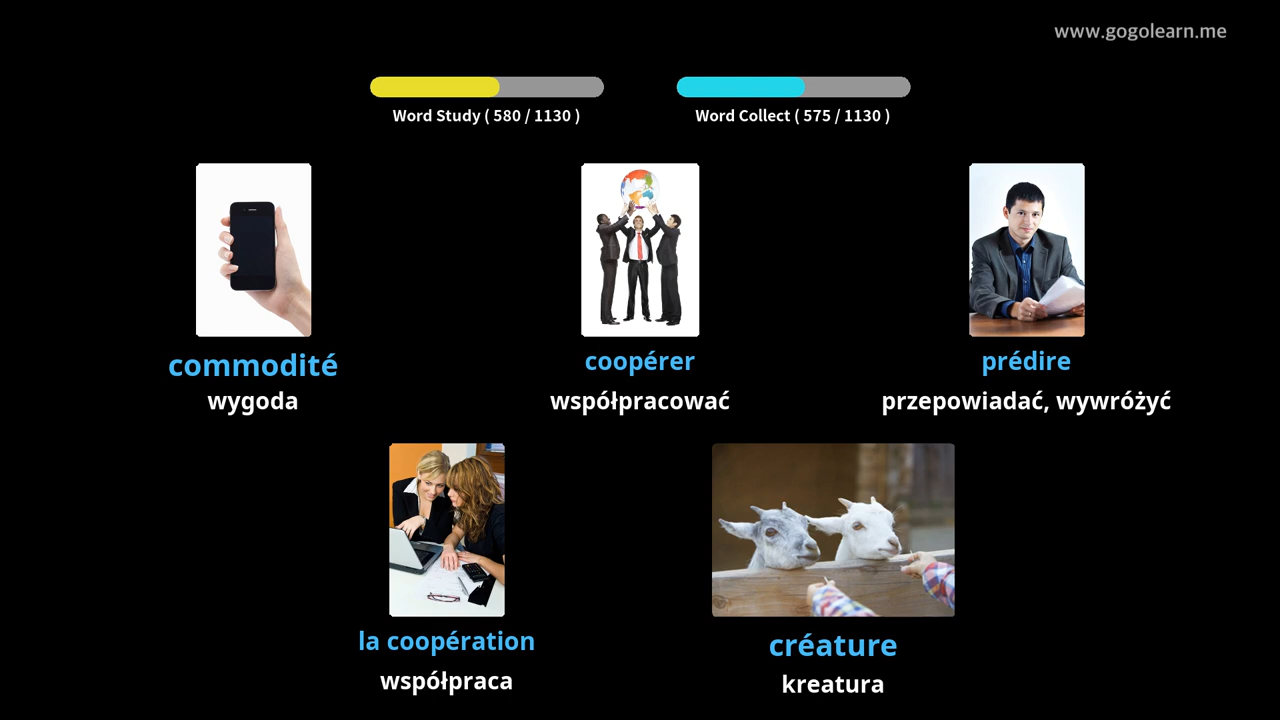 www.gogolearn.me
Word Study ( 580 / 1130 )
Word Collect ( 575 / 1130 )
commodité
wygoda
coopérer
współpracować
prédire
przepowiadać, wywróżyć
la coopération
współpraca
créature
kreatura